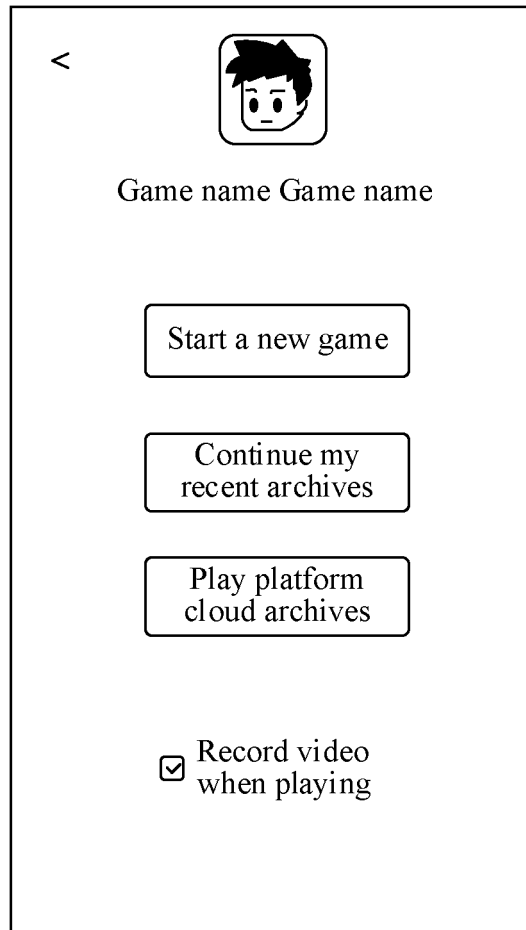 <
Game name Game name
Start a new game
Continue my
recent archives
Play platform
cloud archives
Record video
when playing